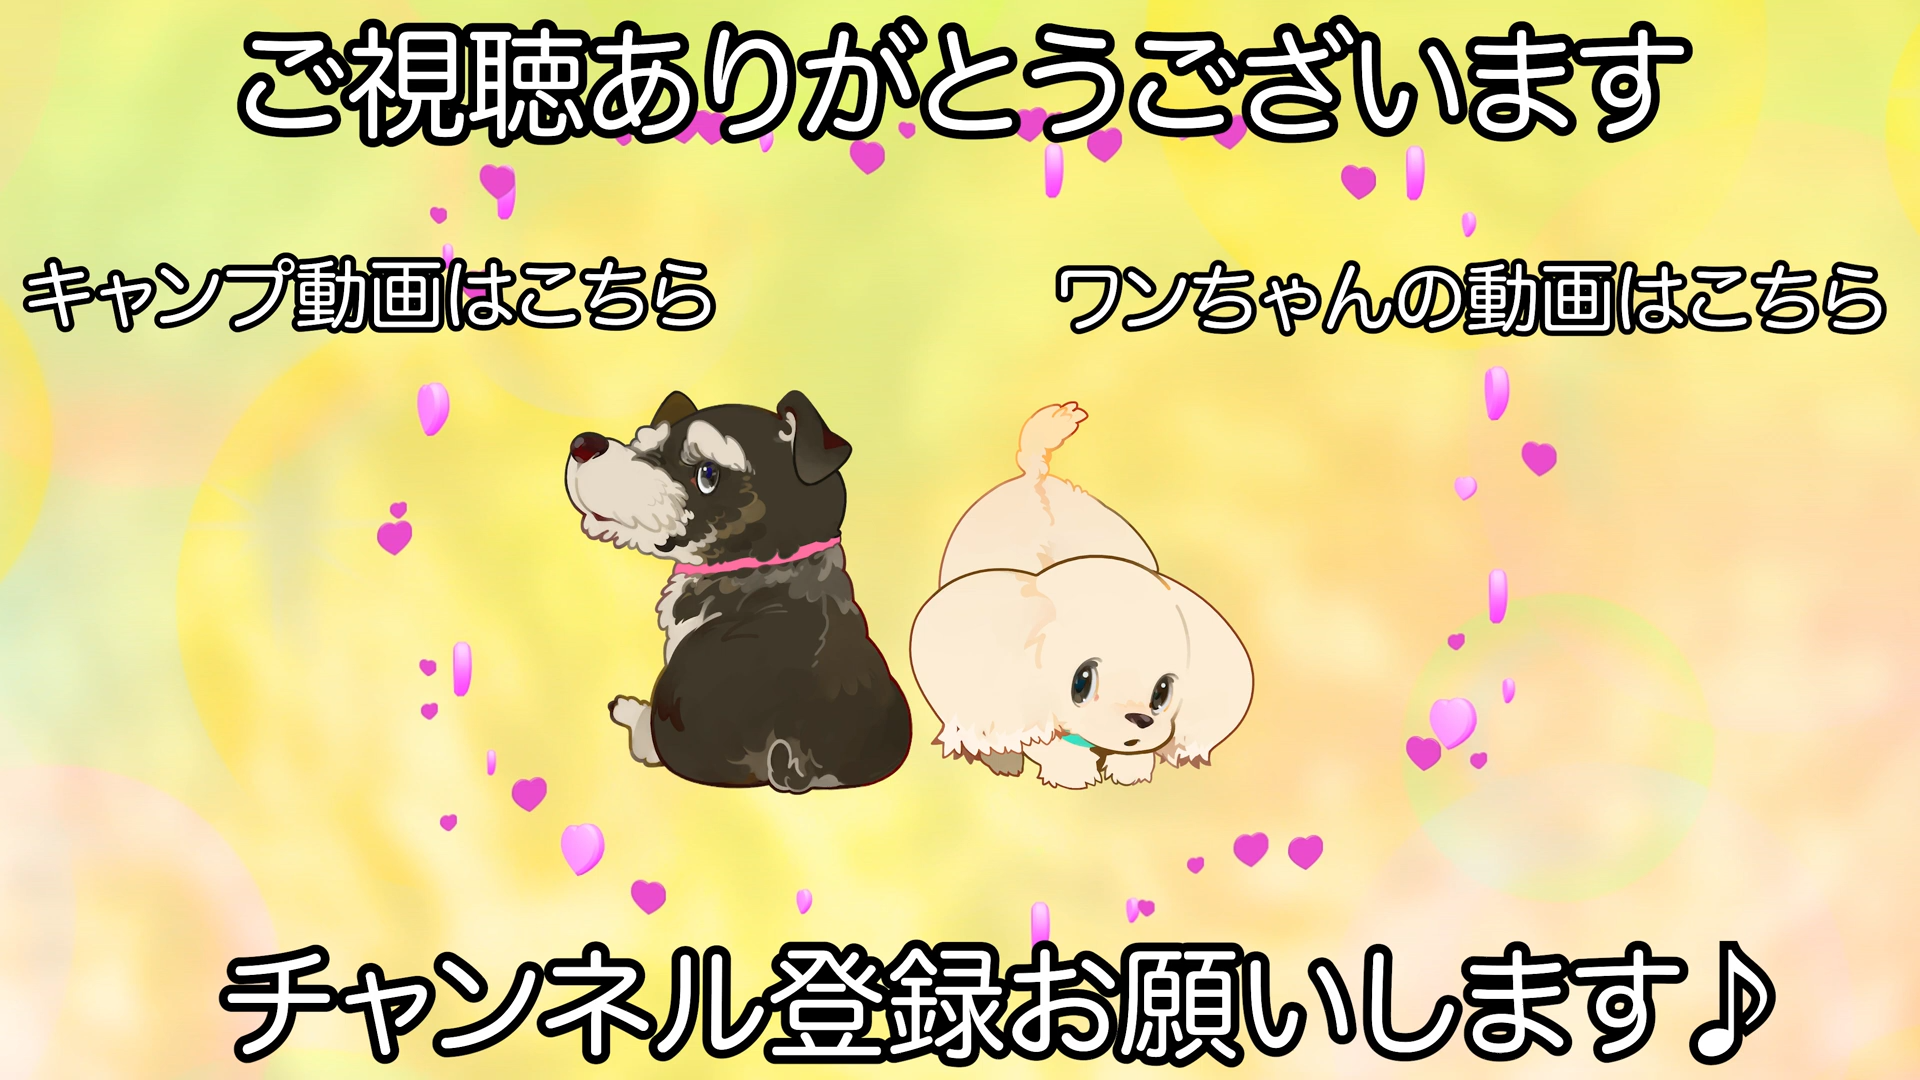 ご視聴ありがとうございます
キャンプ動画はこちら
ワンちゃんの動画はこちら
チャンネル登録お願いします♪